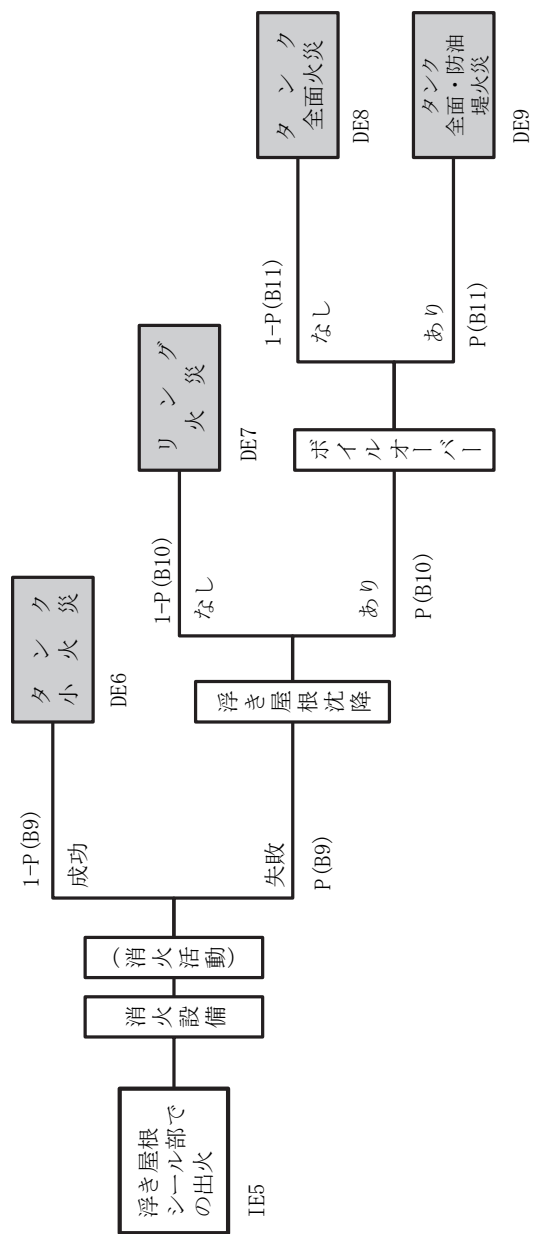 浮き屋根
シール部で
の出火
IE5
消火設備
(消火活動)
1-P(B9)
成功
失敗
P(B9)
タンク
小火災
DE6
浮き屋根沈降
1-P(B10)
なし
あり
P(B10)
リング
火災
DE7
ボイルオーバー
1-P(B11)
なし
あり
P(B11)
タンク
全面火災
DE8
タンク
全面・防油
堤火災
DE9